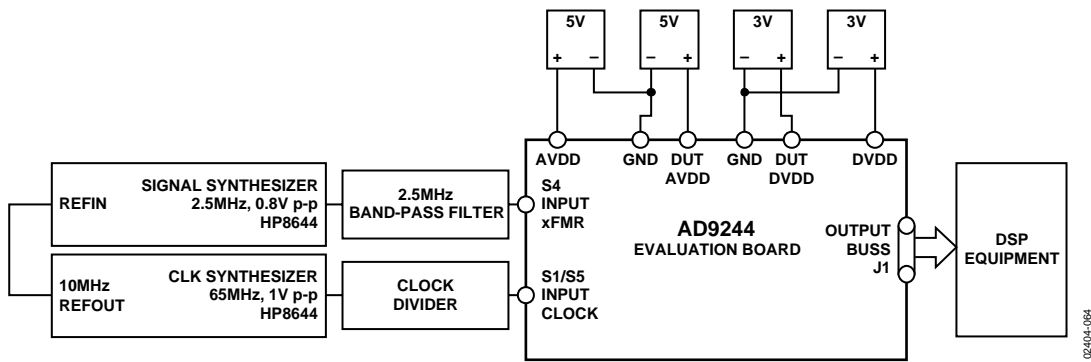 5V
5V
3V
3V
+ –
– +
– +
– +
AVDD
GND
DUT
AVDD
GND
DUT
DVDD
DVDD
REFIN
SIGNAL SYNTHESIZER
2.5MHz, 0.8V p-p
HP8644
2.5MHz
BAND-PASS FILTER
S4
INPUT
xFMR
AD9244
EVALUATION BOARD
OUTPUT
BUSS
J1
DSP
EQUIPMENT
10MHz
REFOUT
CLK SYNTHESIZER
65MHz, 1V p-p
HP8644
CLOCK
DIVIDER
S1/S5
INPUT
CLOCK
02404-064